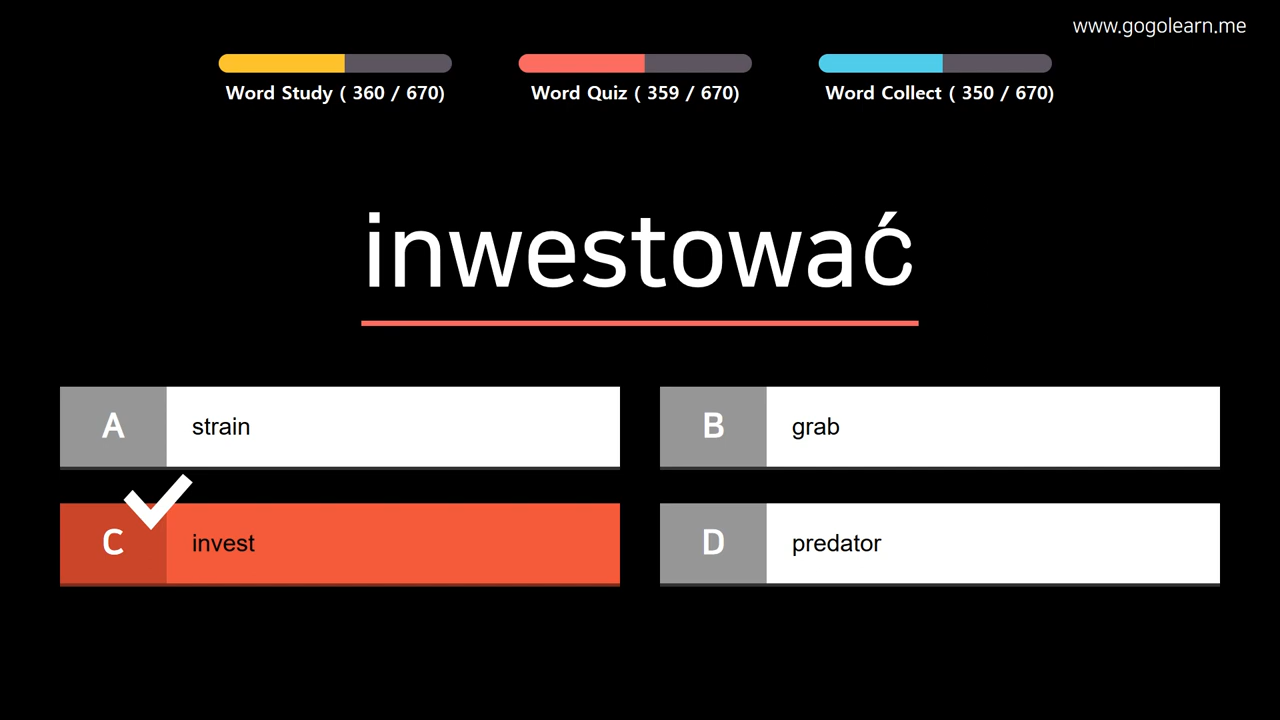 www.gogolearn.me
Word Study ( 360 / 670)
Word Quiz ( 359 / 670)
Word Collect ( 350 / 670)
inwestować
A strain
B grab
C invest
D predator